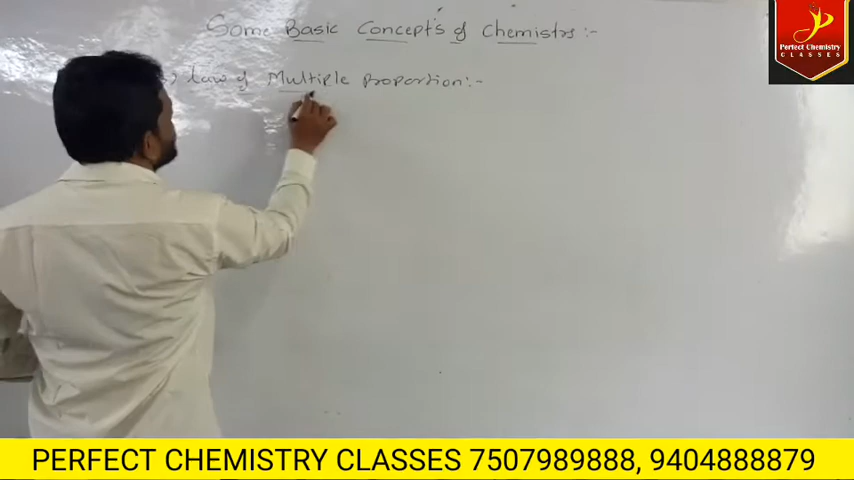 Some Basic Concepts of Chemistry :-
law of Multiple Proportion:-
Perfect Chemistry
CLASSES
PERFECT CHEMISTRY CLASSES 7507989888, 9404888879